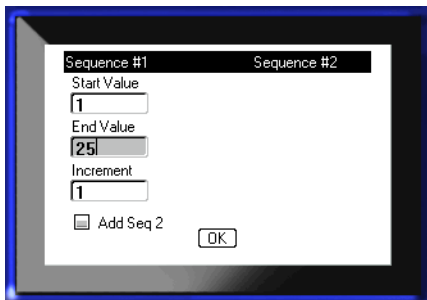 Sequence #1 Sequence #2
Start Value
1
End Value
25
Increment
1
Add Seq 2
OK